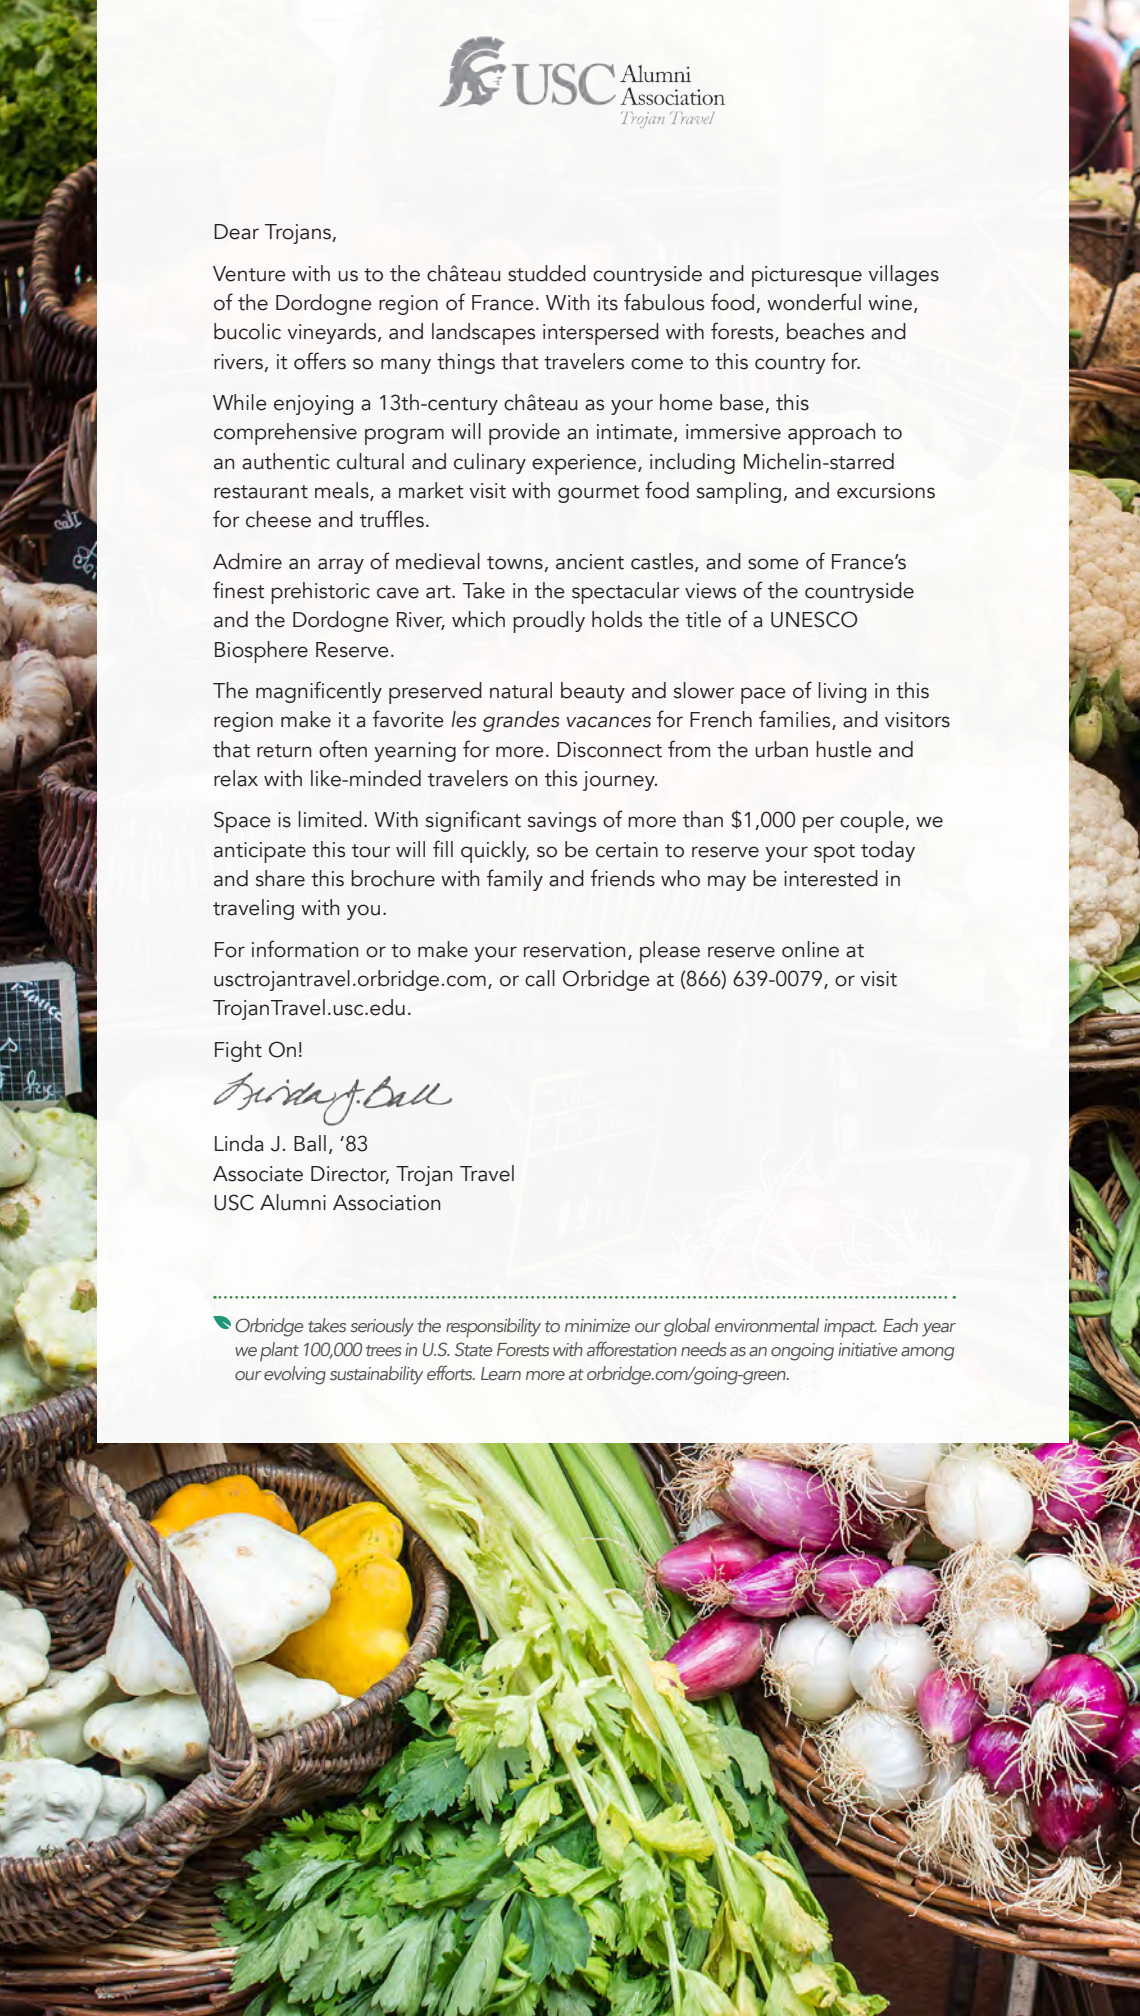 USC Alumni
Association
Trojan Travel
Dear Trojans,
Venture with us to the château studded countryside and picturesque villages
of the Dordogne region of France. With its fabulous food, wonderful wine,
bucolic vineyards, and landscapes interspersed with forests, beaches and
rivers, it offers so many things that travelers come to this country for.
While enjoying a 13th-century château as your home base, this
comprehensive program will provide an intimate, immersive approach to
an authentic cultural and culinary experience, including Michelin-starred
restaurant meals, a market visit with gourmet food sampling, and excursions
for cheese and truffles.
Admire an array of medieval towns, ancient castles, and some of France’s
finest prehistoric cave art. Take in the spectacular views of the countryside
and the Dordogne River, which proudly holds the title of a UNESCO
Biosphere Reserve.
The magnificently preserved natural beauty and slower pace of living in this
region make it a favorite les grandes vacances for French families, and visitors
that return often yearning for more. Disconnect from the urban hustle and
relax with like-minded travelers on this journey.
Space is limited. With significant savings of more than $1,000 per couple, we
anticipate this tour will fill quickly, so be certain to reserve your spot today
and share this brochure with family and friends who may be interested in
traveling with you.
For information or to make your reservation, please reserve online at
usctrojantravel.orbridge.com, or call Orbridge at (866) 639-0079, or visit
TrojanTravel.usc.edu.
Fight On!
Linda J. Ball
Linda J. Ball, ‘83
Associate Director, Trojan Travel
USC Alumni Association
Orbridge takes seriously the responsibility to minimize our global environmental impact. Each year
we plant 100,000 trees in U.S. State Forests with afforestation needs as an ongoing initiative among
our evolving sustainability efforts. Learn more at orbridge.com/going-green.